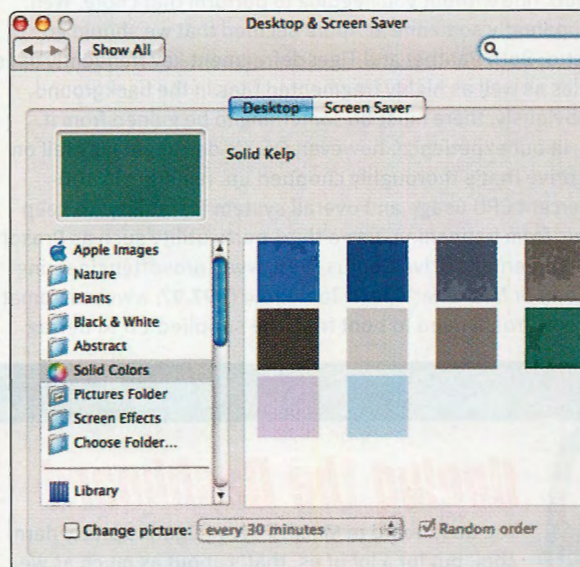 Desktop & Screen Saver
Show All
Desktop Screen Saver
Solid Kelp
Apple Images
Nature
Plants
Black & White
Abstract
Solid Colors
Pictures Folder
Screen Effects
Choose Folder...
Library
Change picture: every 30 minutes Random order